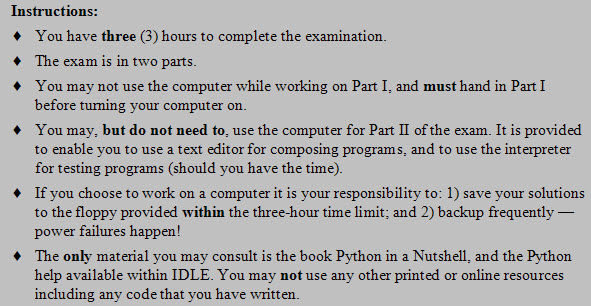 Instructions:
♦ You have three (3) hours to complete the examination.
♦ The exam is in two parts.
♦ You may not use the computer while working on Part I, and must hand in Part I
before turning your computer on.
♦ You may, but do not need to, use the computer for Part II of the exam. It is provided
to enable you to use a text editor for composing programs, and to use the interpreter
for testing programs (should you have the time).
♦ If you choose to work on a computer it is your responsibility to: 1) save your solutions
to the floppy provided within the three-hour time limit; and 2) backup frequently —
power failures happen!
♦ The only material you may consult is the book Python in a Nutshell, and the Python
help available within IDLE. You may not use any other printed or online resources
including any code that you have written.